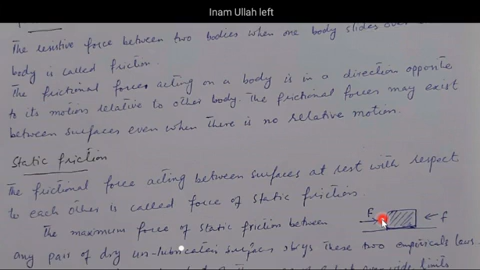 Inam Ullah left
The resistive force between two bodies when one body slides over
body is called friction.
The frictional forces acting on a body is in a direction opposite
to its motion relative to other body. The frictional forces may exist
between surfaces even when there is no relative motion.
Static friction
The frictional force acting between surfaces at rest with respect
to each other is called force of static friction.
The maximum force of static friction between
F f
any pair of dry un-lubricated surfaces obeys these two empirical laws.
limits